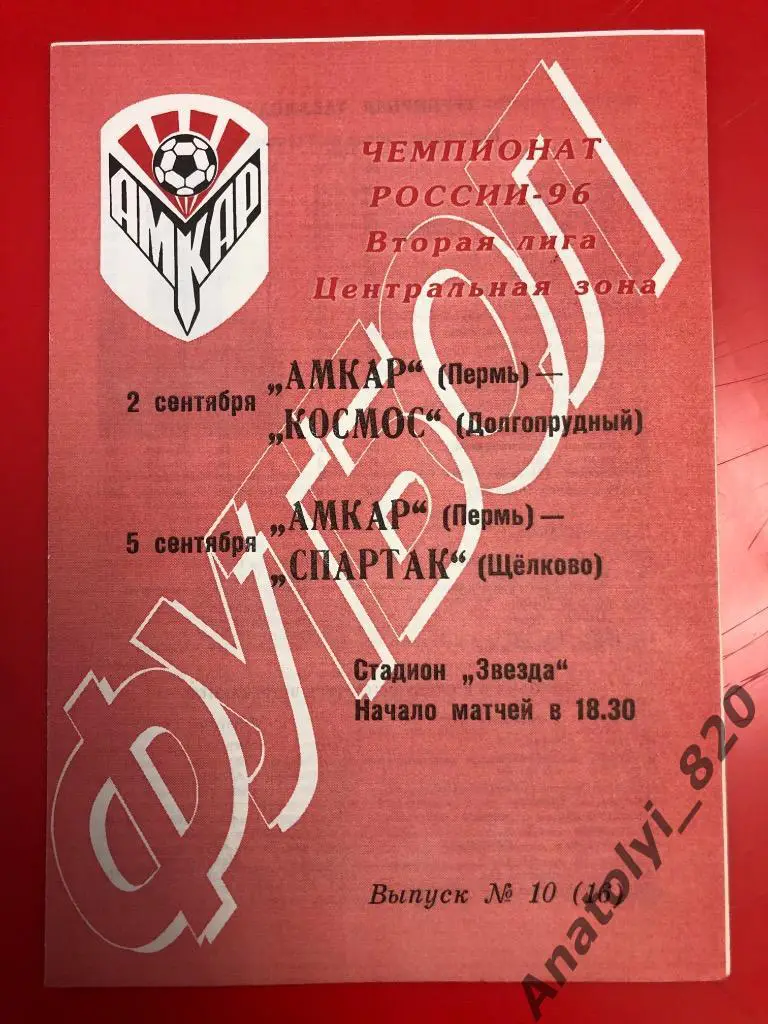 АМКАР
ЧЕМПИОНАТ
РОССИИ-96
Вторая лига
Центральная зона
2 сентября „АМКАР“ (Пермь) —
„КОСМОС“ (Долгопрудный)
5 сентября „АМКАР“ (Пермь) —
„СПАРТАК“ (Щёлково)
ФУТБОЛ
Стадион „Звезда“
Начало матчей в 18.30
Выпуск № 10 (16)
Anatolyi_820